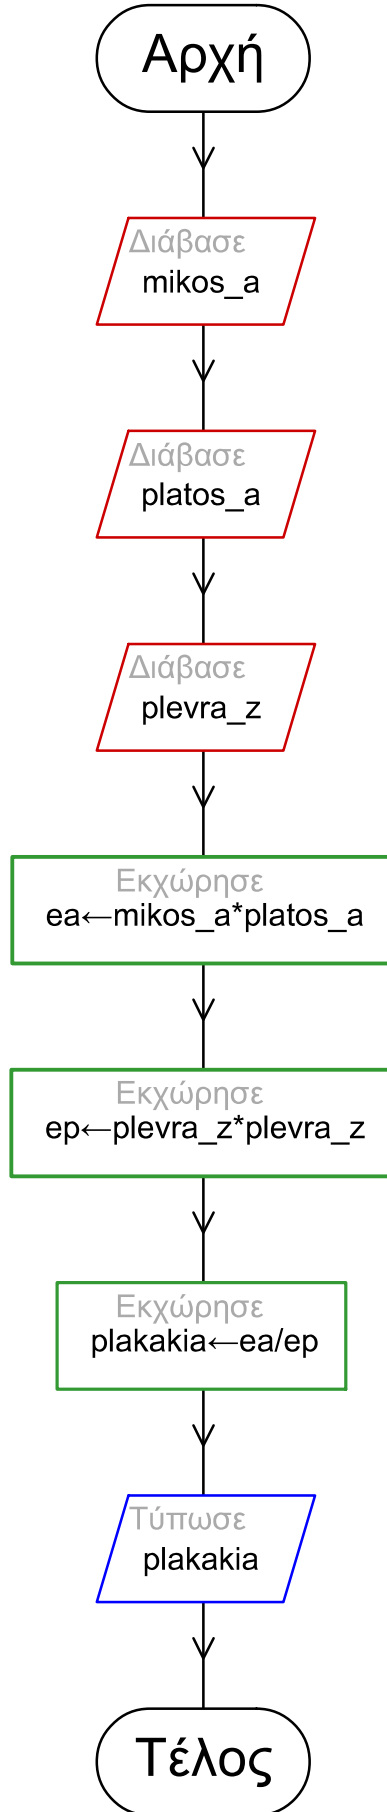 Αρχή
Διάβασε
mikos_a
Διάβασε
platos_a
Διάβασε
plevra_z
Εκχώρησε
ea←mikos_a*platos_a
Εκχώρησε
ep←plevra_z*plevra_z
Εκχώρησε
plakakia←ea/ep
Τύπωσε
plakakia
Τέλος